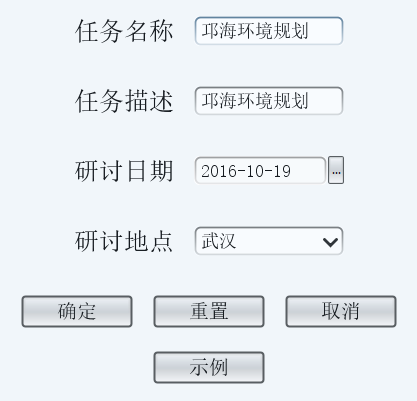 任务名称 邛海环境规划
任务描述 邛海环境规划
研讨日期 2016-10-19 ...
研讨地点 武汉
确定 重置 取消
示例